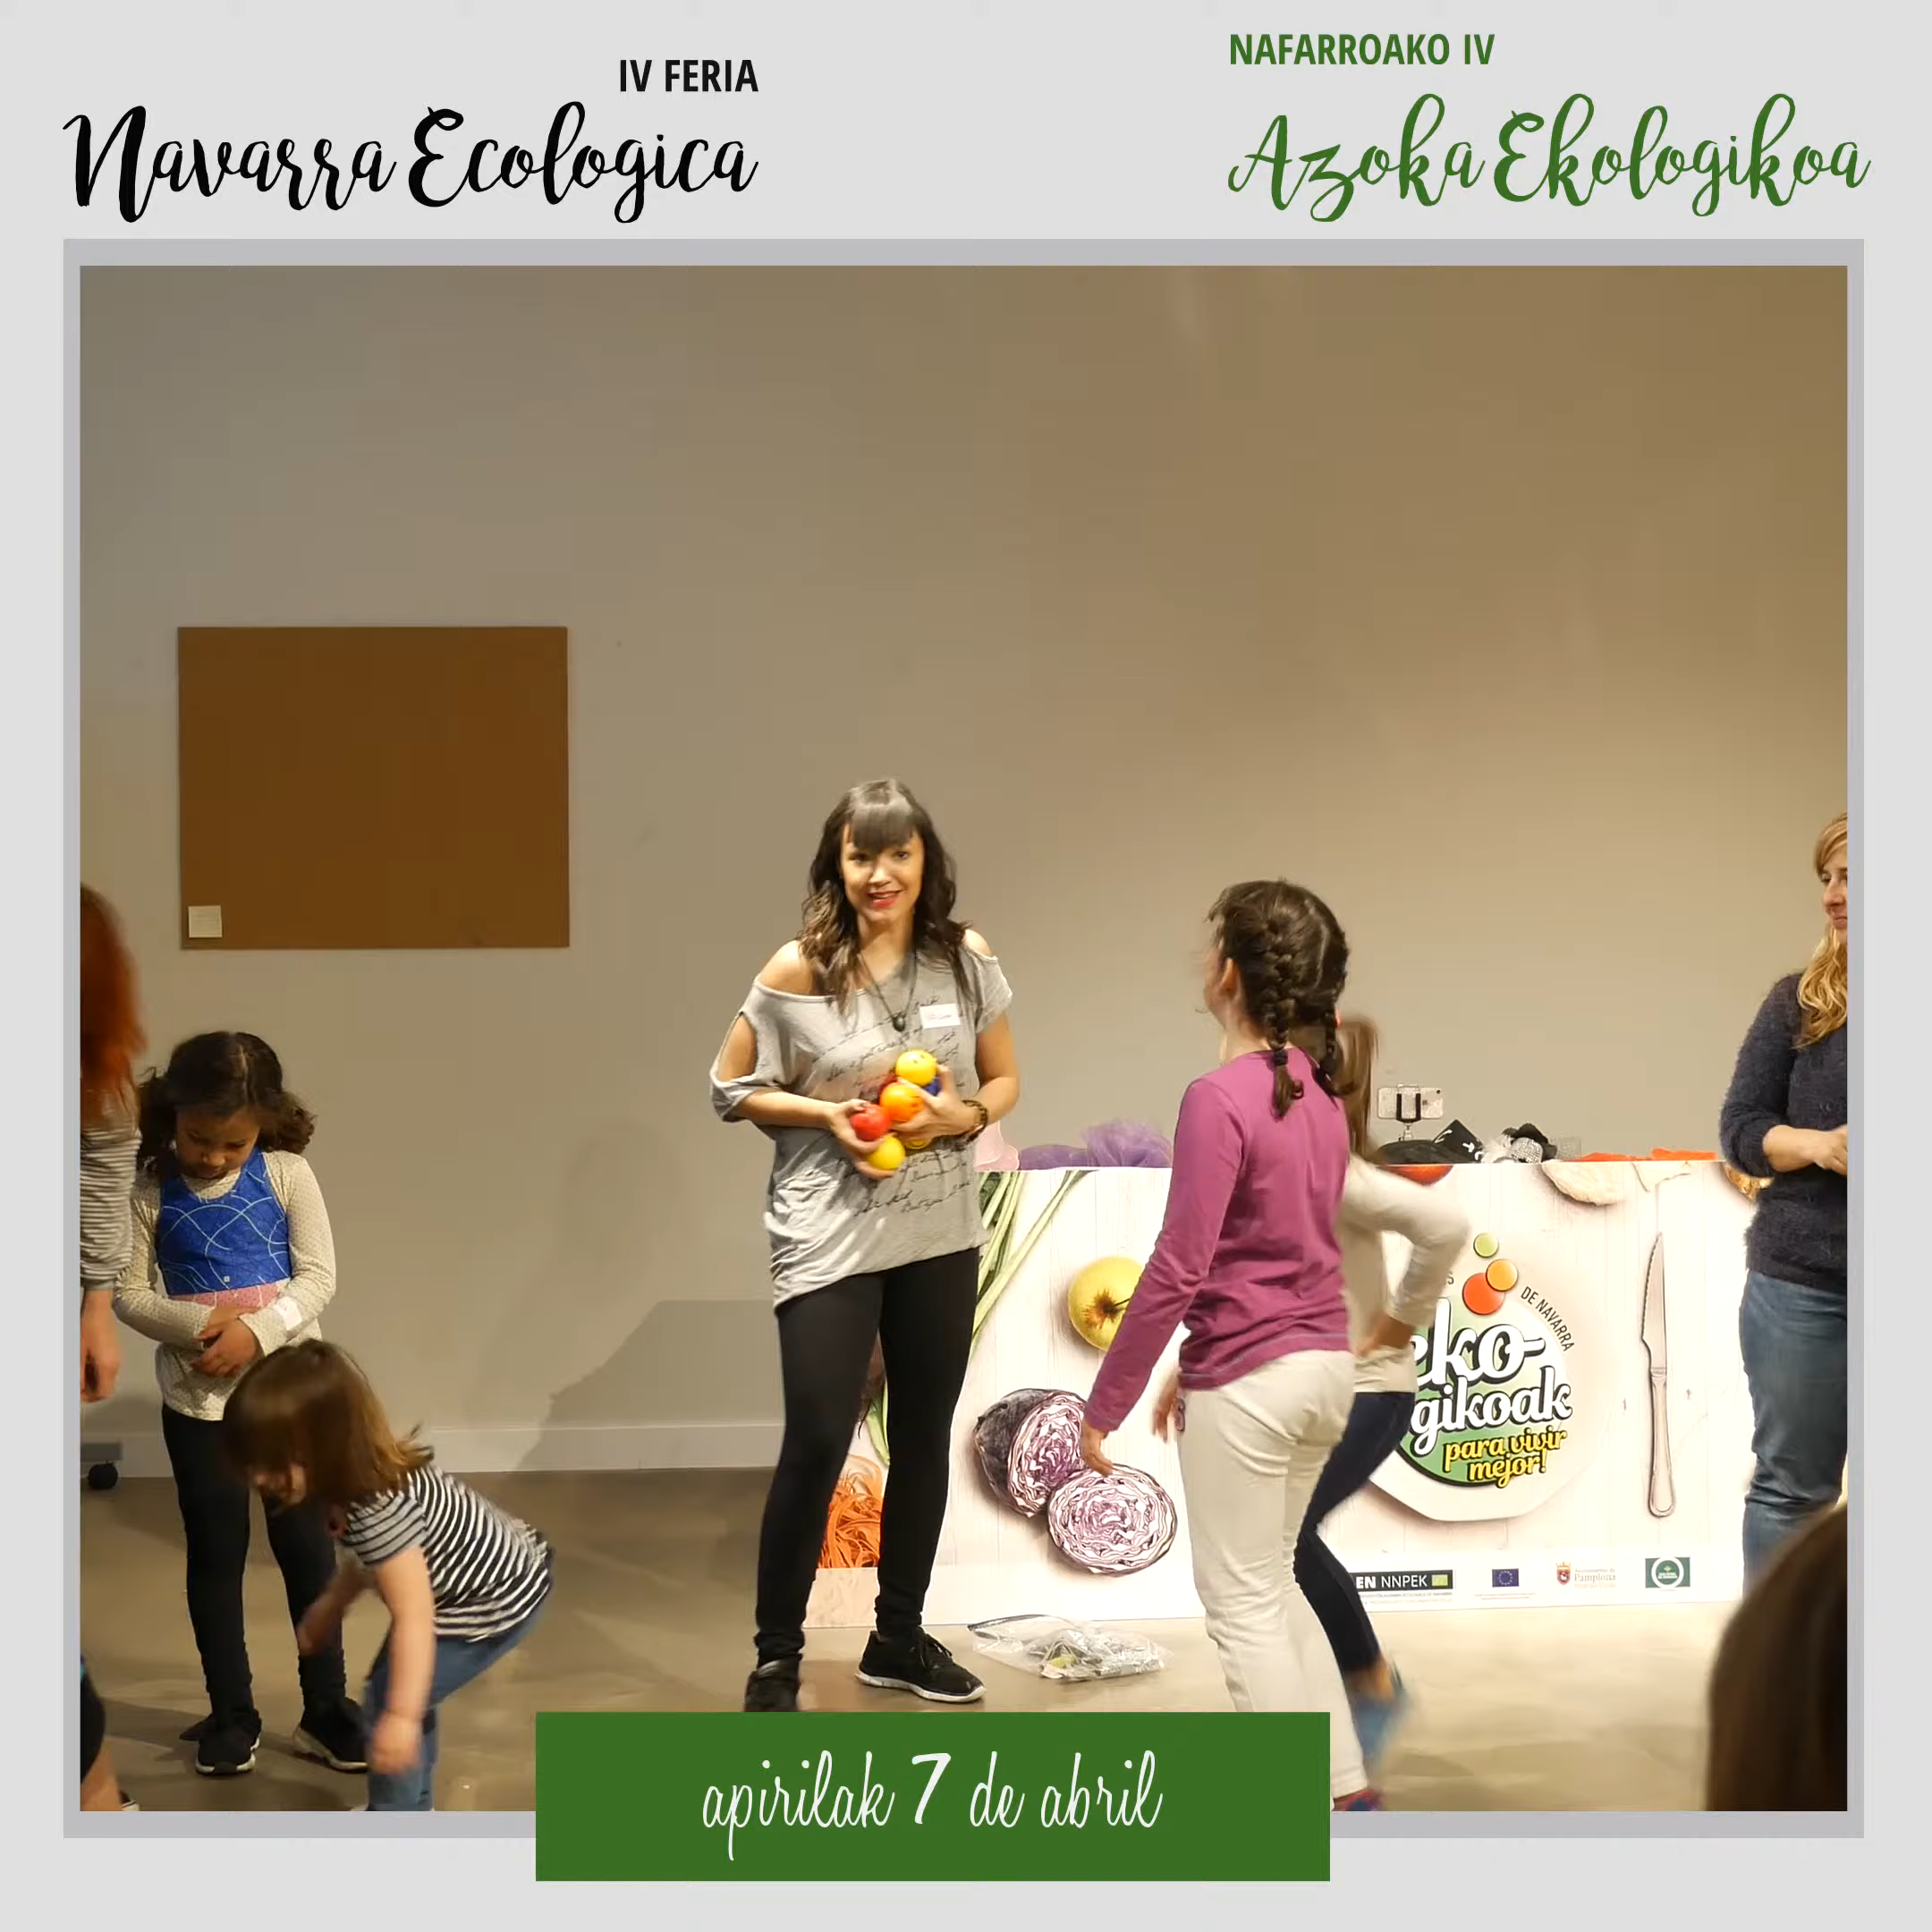 IV FERIA
Navarra Ecologica
NAFARROAKO IV
Azoka Ekologikoa
DE NAVARRA
eko-
gikoak
para vivir
mejor!
EN NNPEK
Pamplona
apirilak 7 de abril